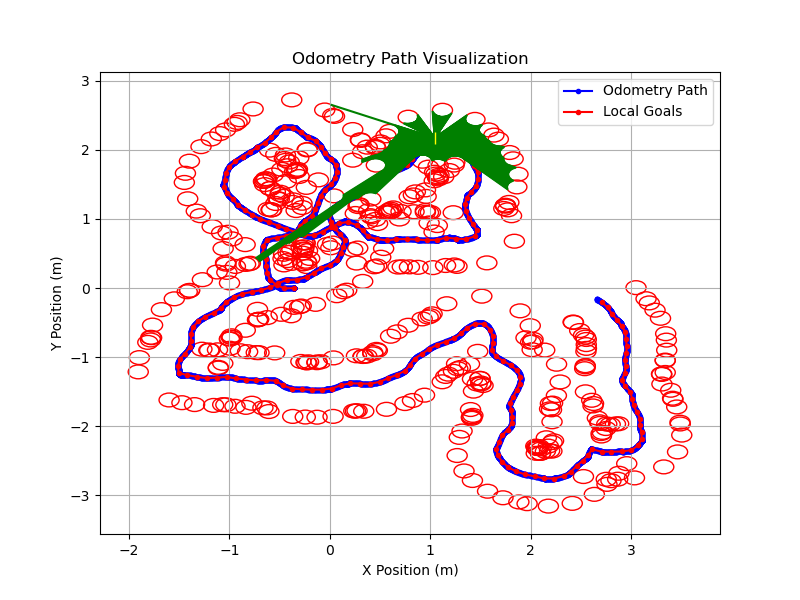 Odometry Path Visualization
Odometry Path
Local Goals
3
2
1
0
−1
−2
−3
Y Position (m)
−2
−1
0
1
2
3
X Position (m)